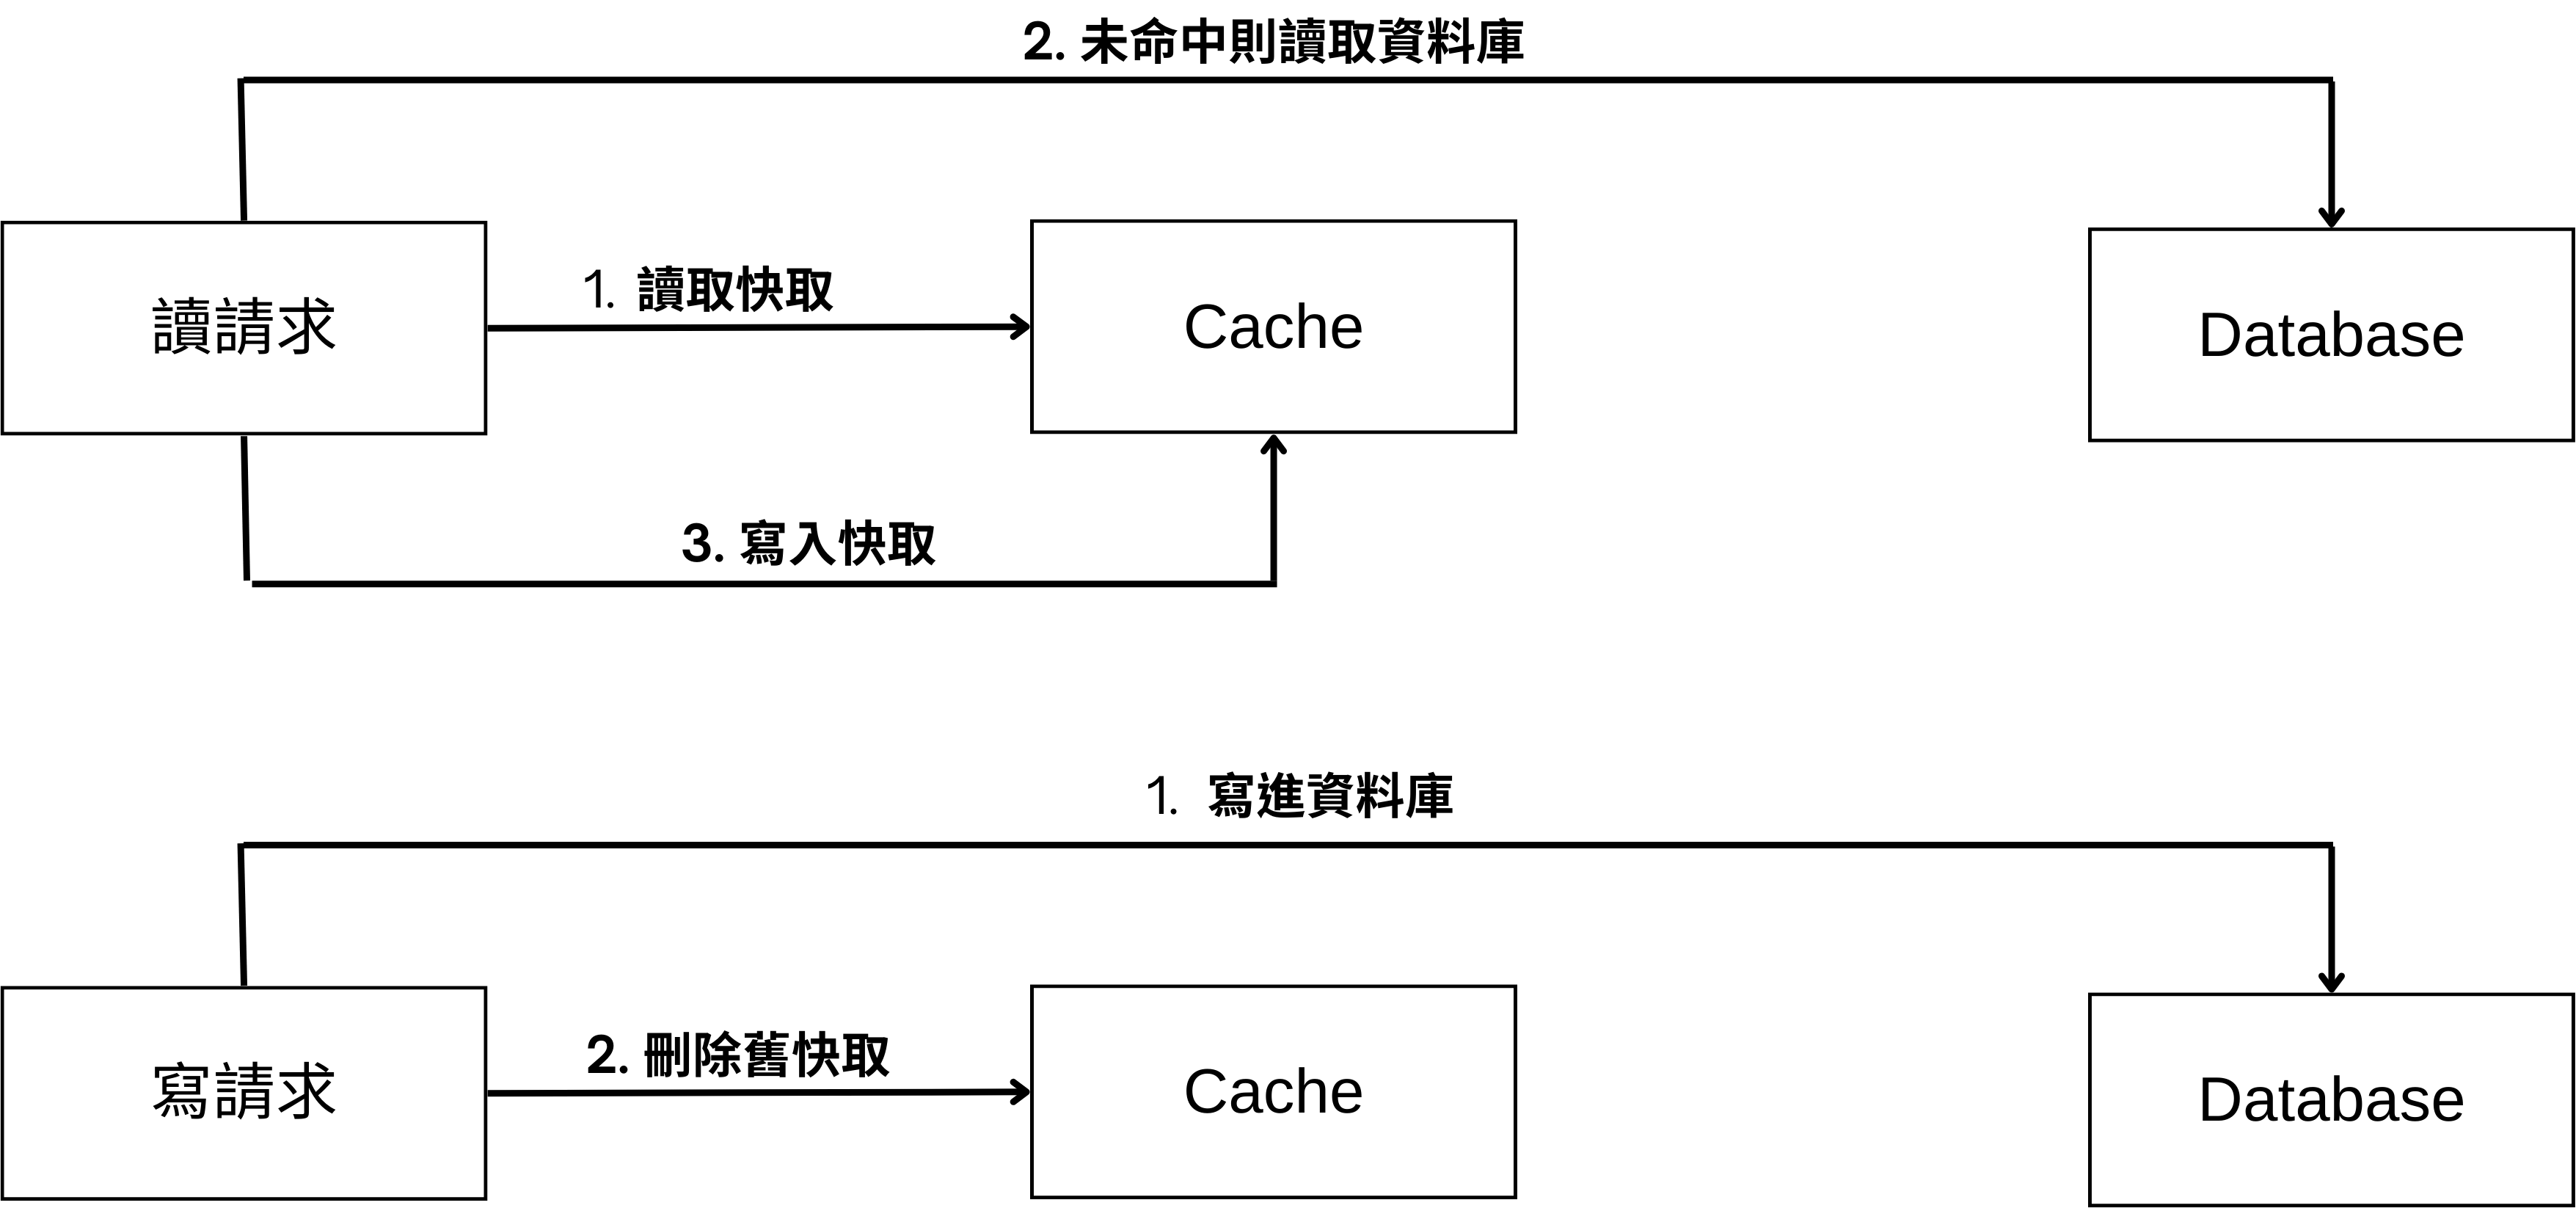 2. 未命中則讀取資料庫
1. 讀取快取
讀請求
Cache
Database
3. 寫入快取
1. 寫進資料庫
2. 刪除舊快取
寫請求
Cache
Database